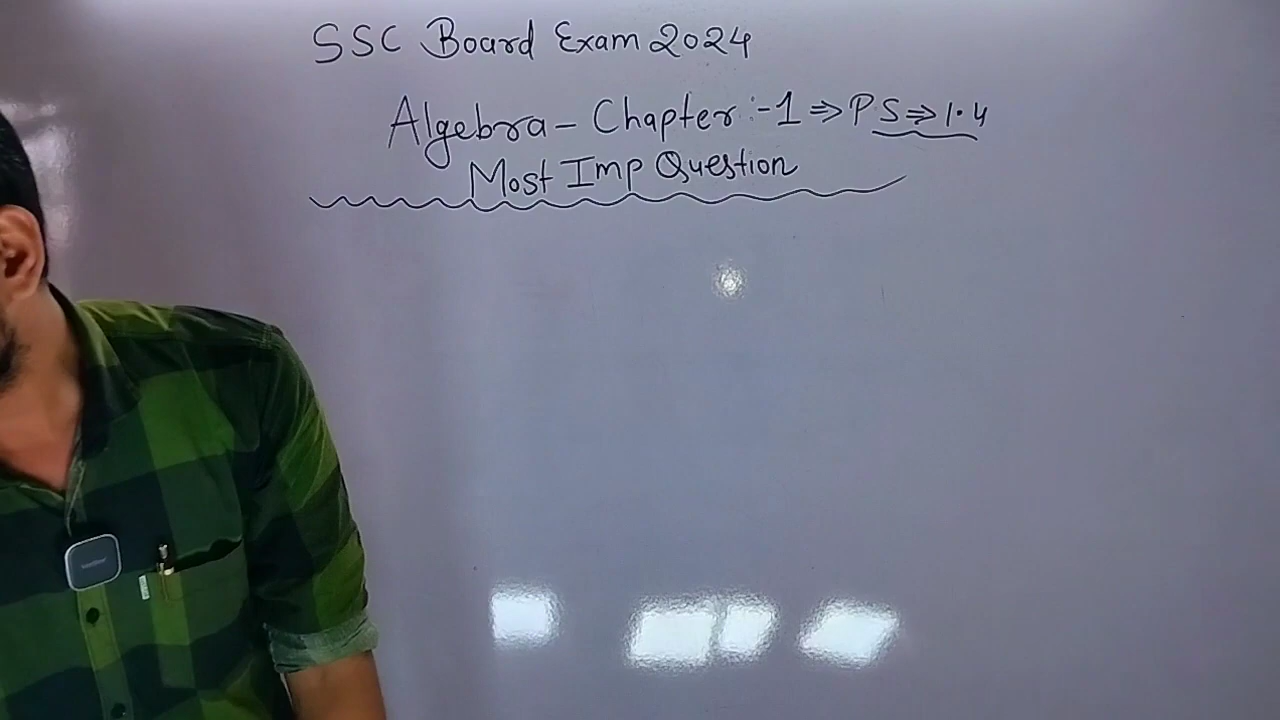 SSC Board Exam 2024
Algebra - Chapter :- 1 ⇒ PS ⇒ 1.4
Most Imp Question